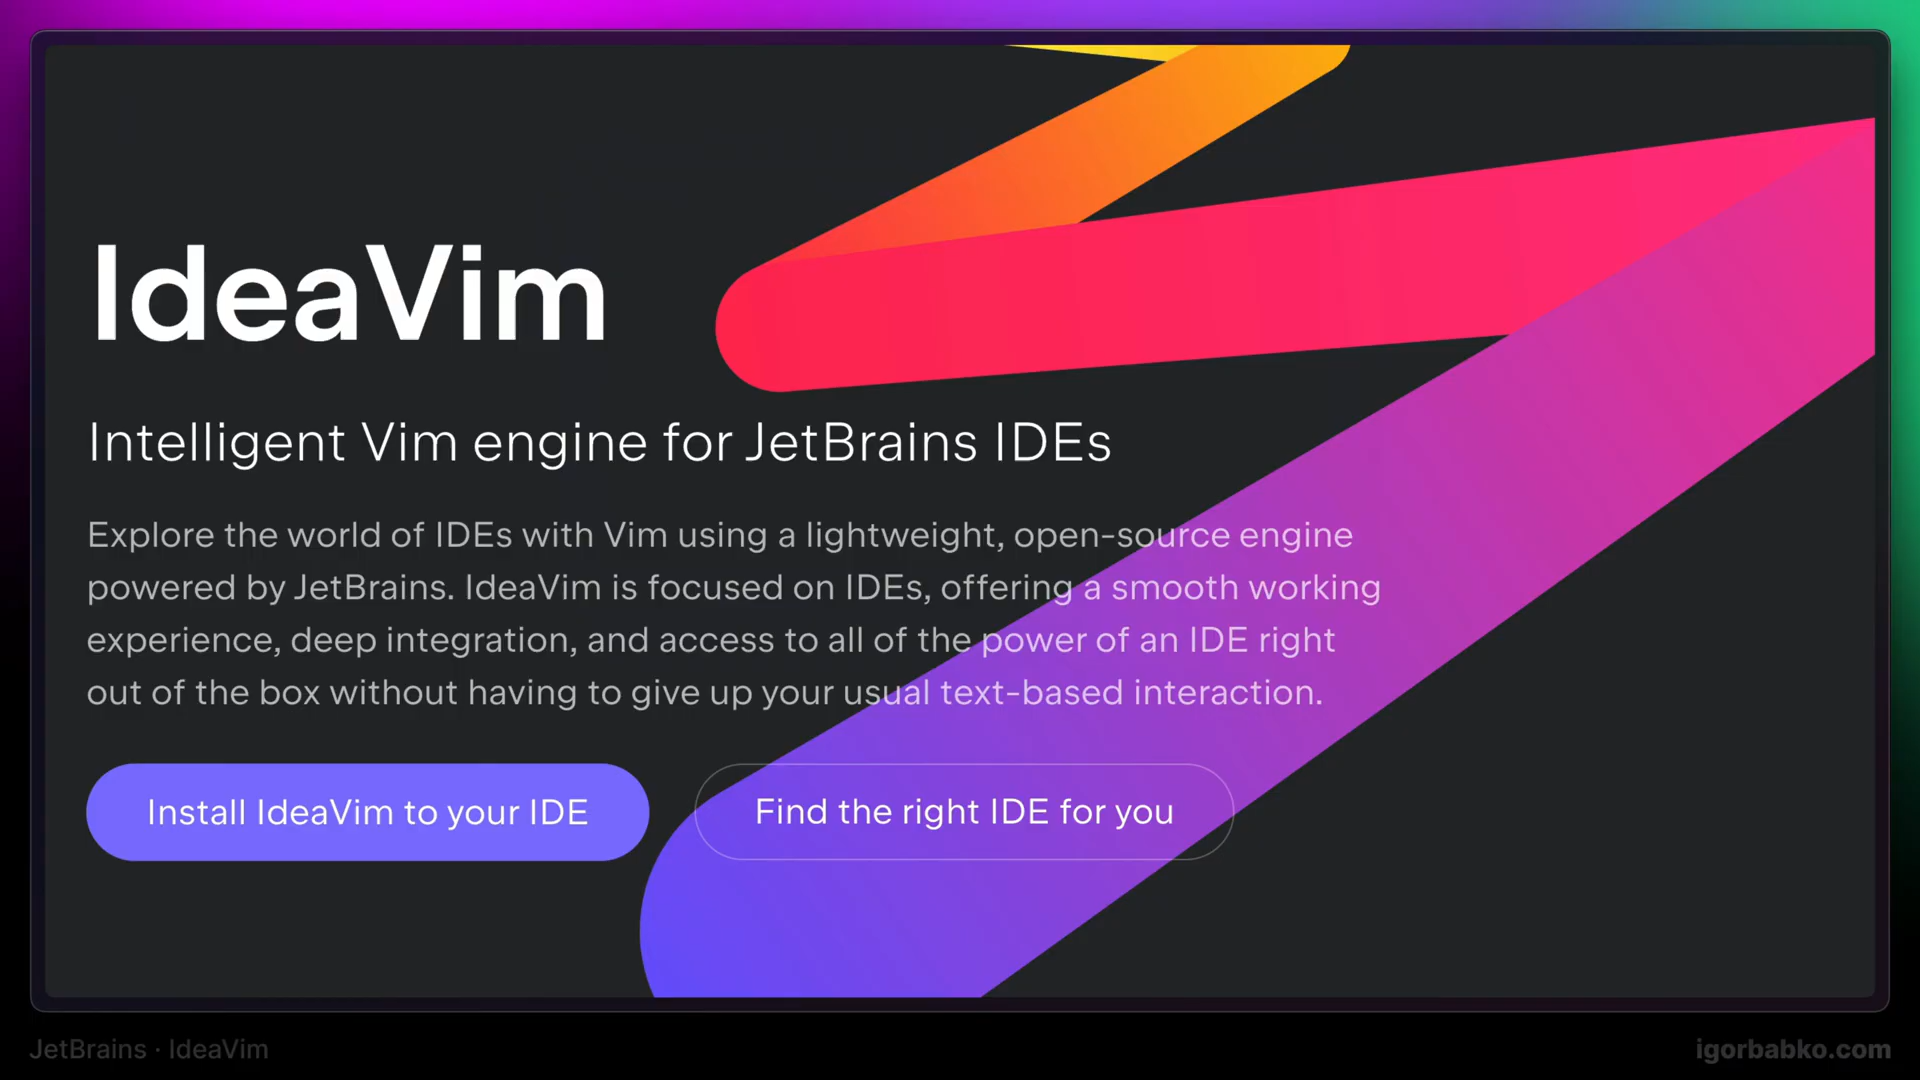 IdeaVim
Intelligent Vim engine for JetBrains IDEs
Explore the world of IDEs with Vim using a lightweight, open-source engine
powered by JetBrains. IdeaVim is focused on IDEs, offering a smooth working
experience, deep integration, and access to all of the power of an IDE right
out of the box without having to give up your usual text-based interaction.
Install IdeaVim to your IDE
Find the right IDE for you
JetBrains · IdeaVim
igorbabko.com